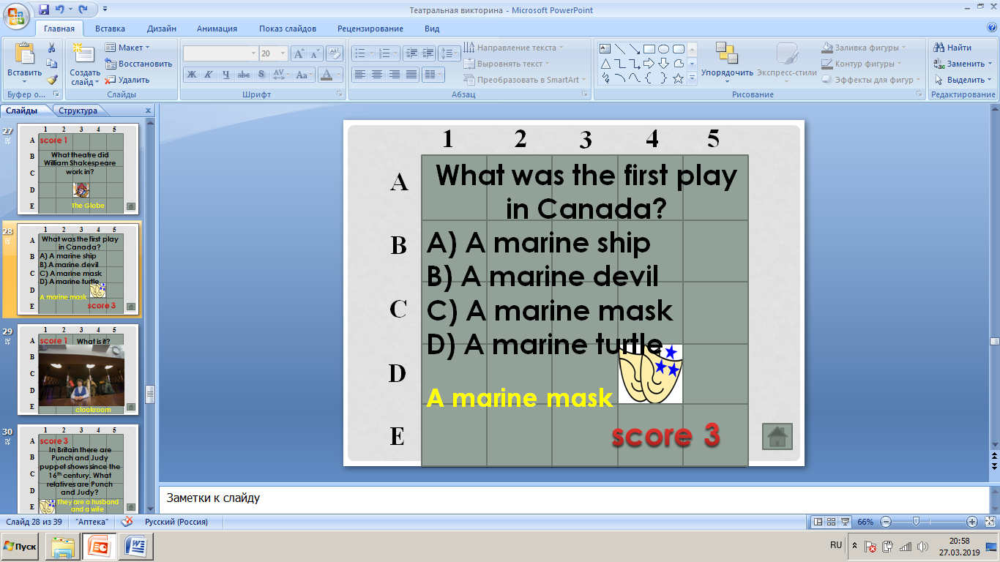 Театральная викторина - Microsoft PowerPoint
Главная Вставка Дизайн Анимация Показ слайдов Рецензирование Вид
Вставить
Создать слайд
Макет
Восстановить
Удалить
20
Ж К Ч abc S AV Aa А
Направление текста
Выровнять текст
Преобразовать в SmartArt
Упорядочить
Экспресс-стили
Заливка фигуры
Контур фигуры
Эффекты для фигур
Найти
Заменить
Выделить
Буфер о... Слайды Шрифт Абзац Рисование Редактирование
Слайды Структура
27
1 2 3 4 5
A score 1
B What theatre did
William Shakespeare
C work in?
D
E The Globe
28
1 2 3 4 5
A What was the first play
in Canada?
B A) A marine ship
B) A marine devil
C C) A marine mask
D) A marine turtle
D A marine mask
E score 3
29
1 2 3 4 5
A score 1 What is it?
B
C
D
E cloakroom
30
1 2 3 4 5
A score 3
In Britain there are
B Punch and Judy
puppet shows since the
C 16th century. What
relatives are Punch
D and Judy?
E They are a husband
and a wife
1 2 3 4 5
A What was the first play
in Canada?
B A) A marine ship
B) A marine devil
C C) A marine mask
D) A marine turtle
D
A marine mask
E score 3
Заметки к слайду
Слайд 28 из 39 "Аптека" Русский (Россия) 66%
Пуск RU 20:58
27.03.2019